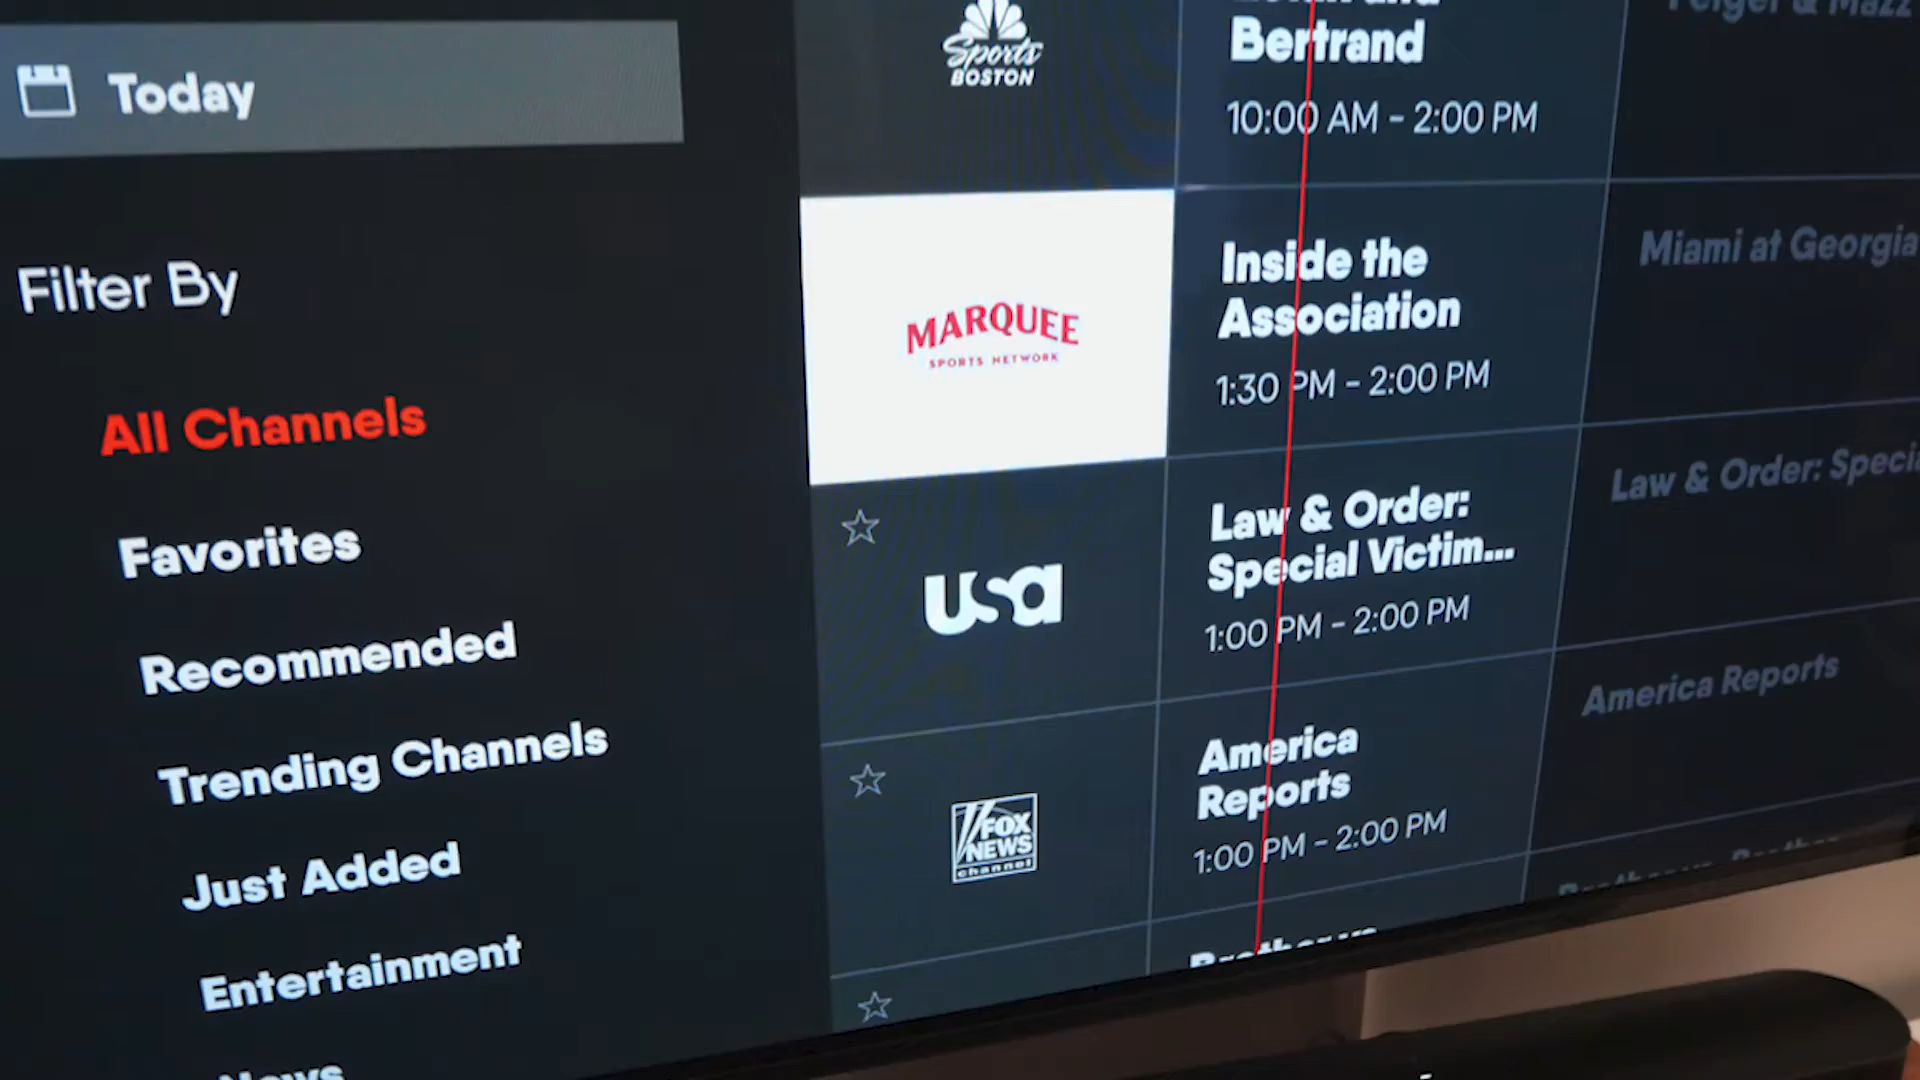 Today
Filter By
All Channels
Favorites
Recommended
Trending Channels
Just Added
Entertainment
News
Sports
BOSTON
Bertrand
10:00 AM - 2:00 PM
MARQUEE
SPORTS NETWORK
Inside the
Association
1:30 PM - 2:00 PM
Miami at Georgia
usa
Law & Order:
Special Victim...
1:00 PM - 2:00 PM
Law & Order: Specia
FOX
NEWS
channel
America
Reports
1:00 PM - 2:00 PM
America Reports